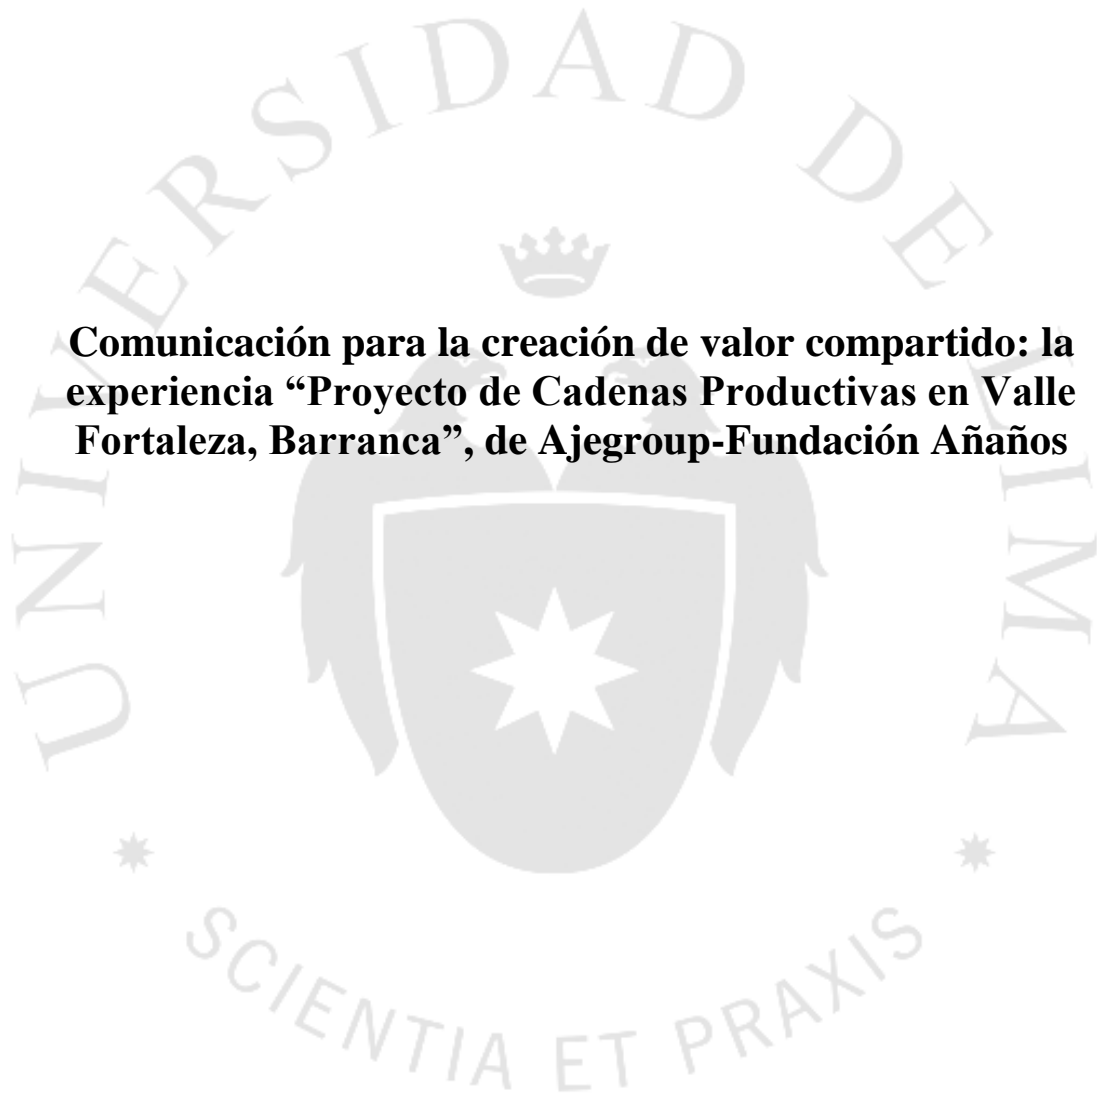 UNIVERSIDAD DE LIMA
Comunicación para la creación de valor compartido: la
experiencia “Proyecto de Cadenas Productivas en Valle
Fortaleza, Barranca”, de Ajegroup-Fundación Añaños
SCIENTIA ET PRAXIS